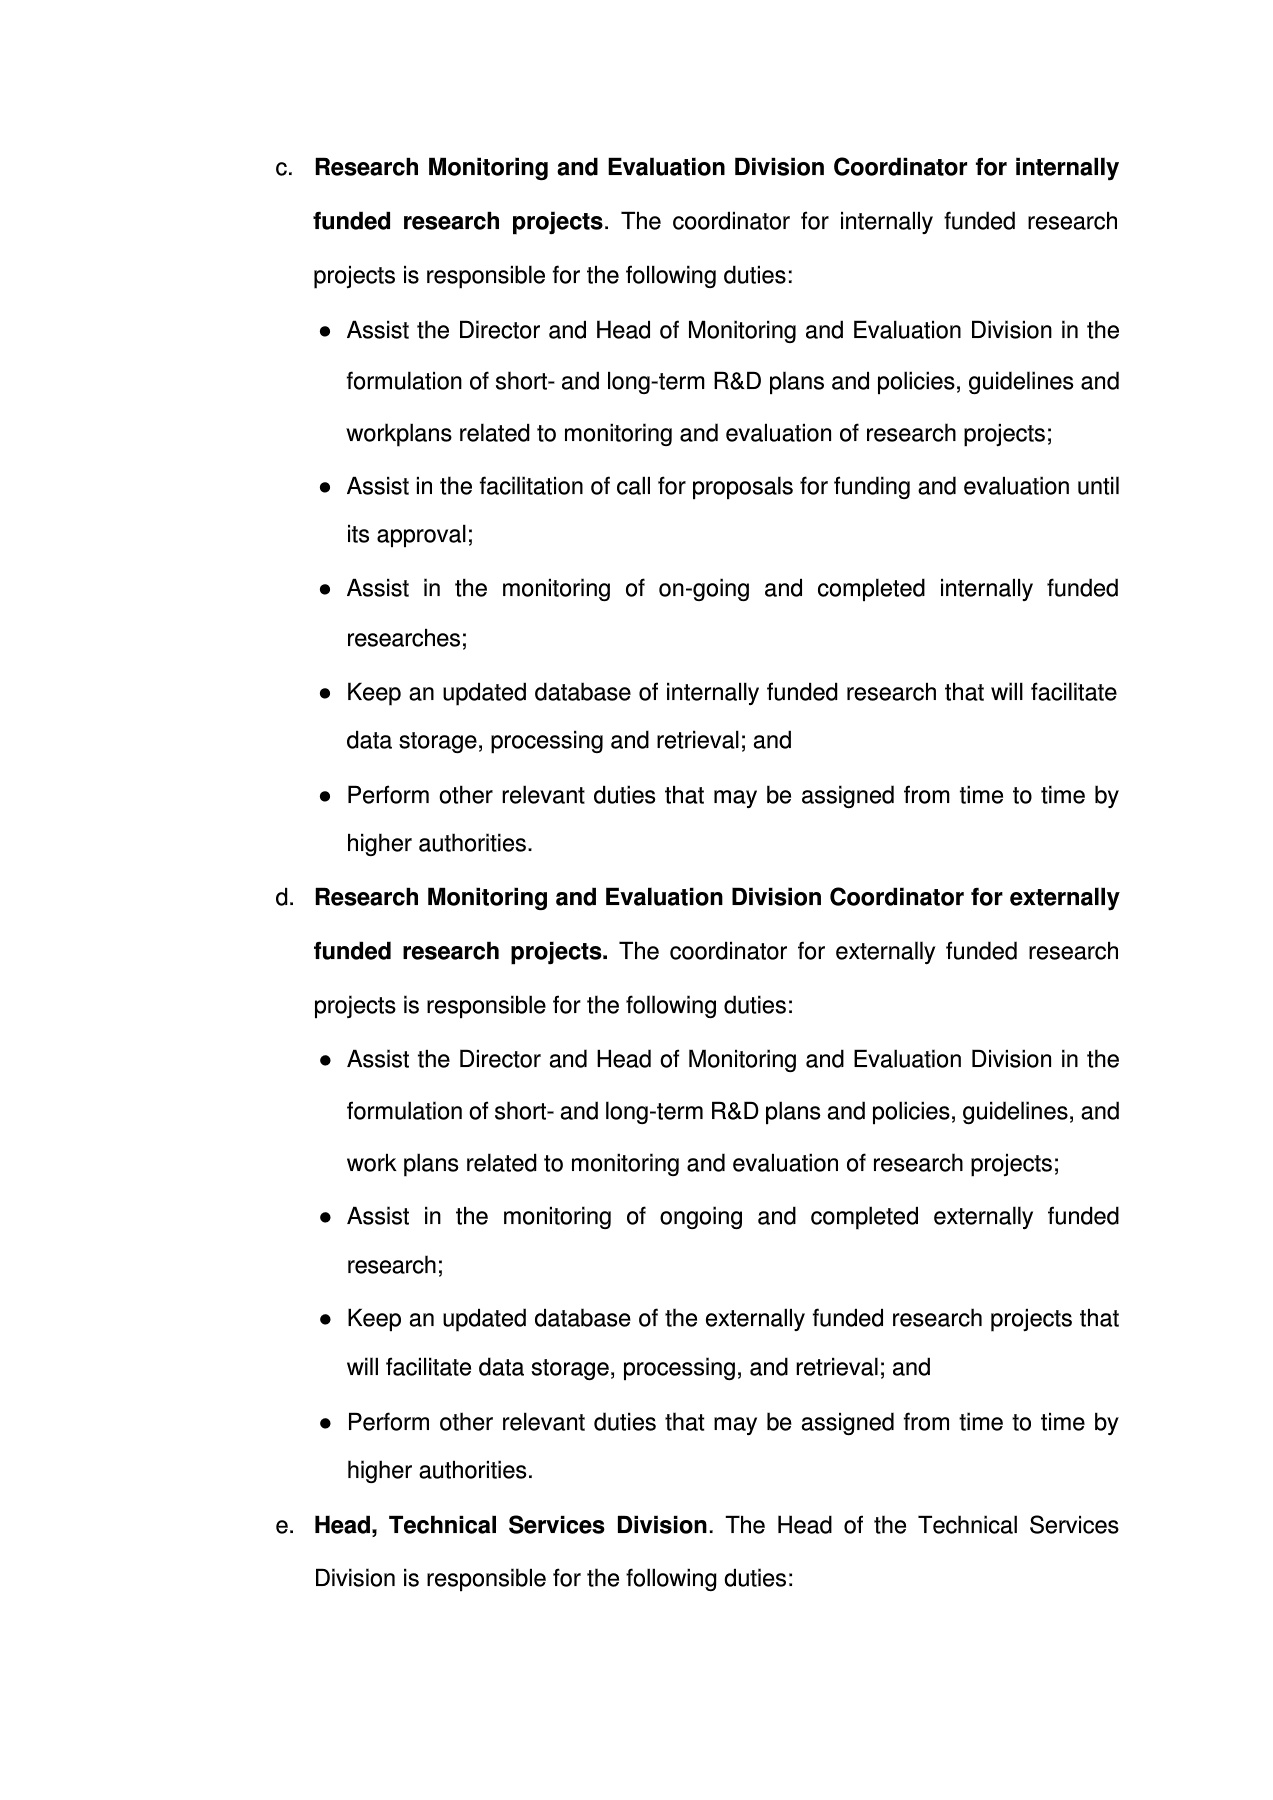 c. Research Monitoring and Evaluation Division Coordinator for internally
funded research projects. The coordinator for internally funded research
projects is responsible for the following duties:
● Assist the Director and Head of Monitoring and Evaluation Division in the
formulation of short- and long-term R&D plans and policies, guidelines and
workplans related to monitoring and evaluation of research projects;
● Assist in the facilitation of call for proposals for funding and evaluation until
its approval;
● Assist in the monitoring of on-going and completed internally funded
researches;
● Keep an updated database of internally funded research that will facilitate
data storage, processing and retrieval; and
● Perform other relevant duties that may be assigned from time to time by
higher authorities.
d. Research Monitoring and Evaluation Division Coordinator for externally
funded research projects. The coordinator for externally funded research
projects is responsible for the following duties:
● Assist the Director and Head of Monitoring and Evaluation Division in the
formulation of short- and long-term R&D plans and policies, guidelines, and
work plans related to monitoring and evaluation of research projects;
● Assist in the monitoring of ongoing and completed externally funded
research;
● Keep an updated database of the externally funded research projects that
will facilitate data storage, processing, and retrieval; and
● Perform other relevant duties that may be assigned from time to time by
higher authorities.
e. Head, Technical Services Division. The Head of the Technical Services
Division is responsible for the following duties: